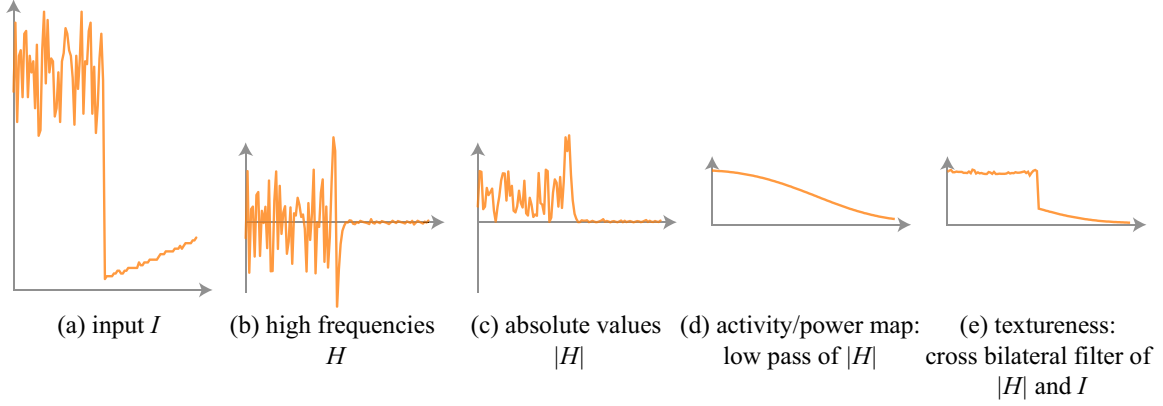 (a) input I
(b) high frequencies
H
(c) absolute values
|H|
(d) activity/power map:
low pass of |H|
(e) textureness:
cross bilateral filter of
|H| and I